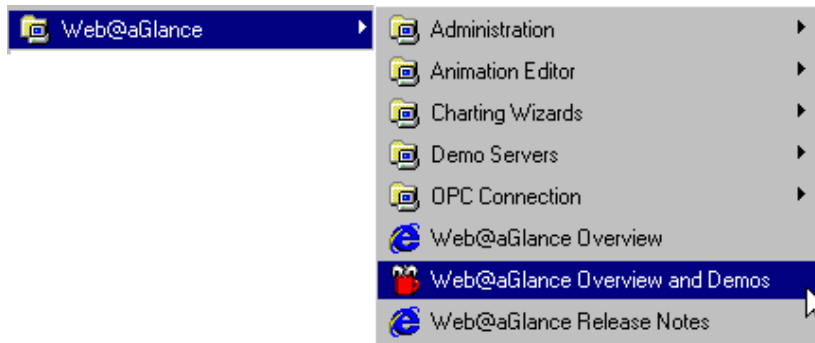 Web@aGlance
Administration
Animation Editor
Charting Wizards
Demo Servers
OPC Connection
Web@aGlance Overview
Web@aGlance Overview and Demos
Web@aGlance Release Notes